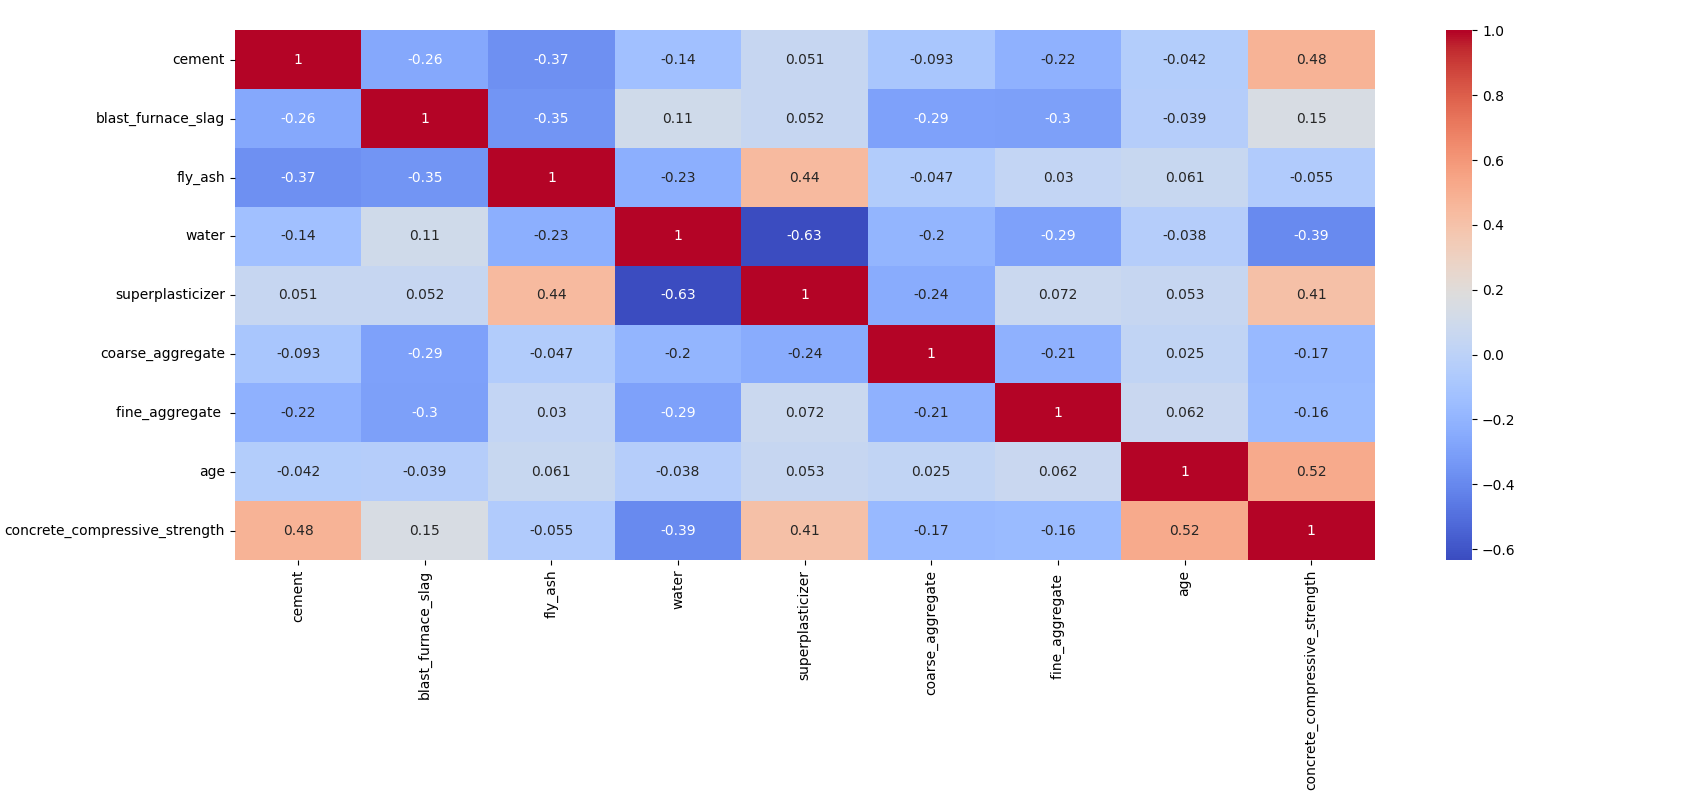 cement 1 -0.26 -0.37 -0.14 0.051 -0.093 -0.22 -0.042 0.48
blast_furnace_slag -0.26 1 -0.35 0.11 0.052 -0.29 -0.3 -0.039 0.15
fly_ash -0.37 -0.35 1 -0.23 0.44 -0.047 0.03 0.061 -0.055
water -0.14 0.11 -0.23 1 -0.63 -0.2 -0.29 -0.038 -0.39
superplasticizer 0.051 0.052 0.44 -0.63 1 -0.24 0.072 0.053 0.41
coarse_aggregate -0.093 -0.29 -0.047 -0.2 -0.24 1 -0.21 0.025 -0.17
fine_aggregate -0.22 -0.3 0.03 -0.29 0.072 -0.21 1 0.062 -0.16
age -0.042 -0.039 0.061 -0.038 0.053 0.025 0.062 1 0.52
concrete_compressive_strength 0.48 0.15 -0.055 -0.39 0.41 -0.17 -0.16 0.52 1
cement
blast_furnace_slag
fly_ash
water
superplasticizer
coarse_aggregate
fine_aggregate
age
concrete_compressive_strength
1.0
0.8
0.6
0.4
0.2
0.0
−0.2
−0.4
−0.6